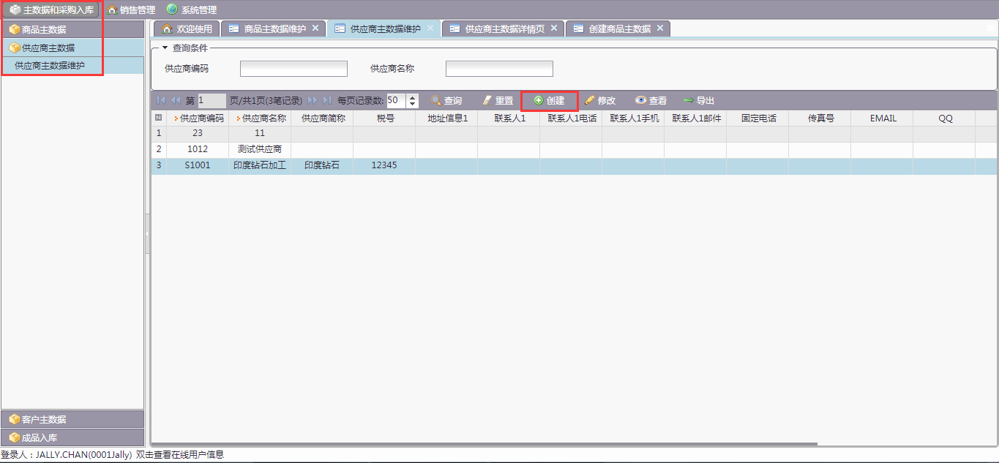 主数据和采购入库 销售管理 系统管理
商品主数据
供应商主数据
供应商主数据维护
欢迎使用 商品主数据维护 供应商主数据维护 供应商主数据详情页 创建商品主数据
查询条件
供应商编码 供应商名称
第 1 页/共1页(3笔记录) 每页记录数: 50 查询 重置 创建 修改 查看 导出
N 供应商编码 供应商名称 供应商简称 税号 地址信息1 联系人1 联系人1电话 联系人1手机 联系人1邮件 固定电话 传真号 EMAIL QQ
1 23 11
2 1012 测试供应商
3 S1001 印度钻石加工 印度钻石 12345
客户主数据
成品入库
登录人：JALLY.CHAN(0001Jally) 双击查看在线用户信息